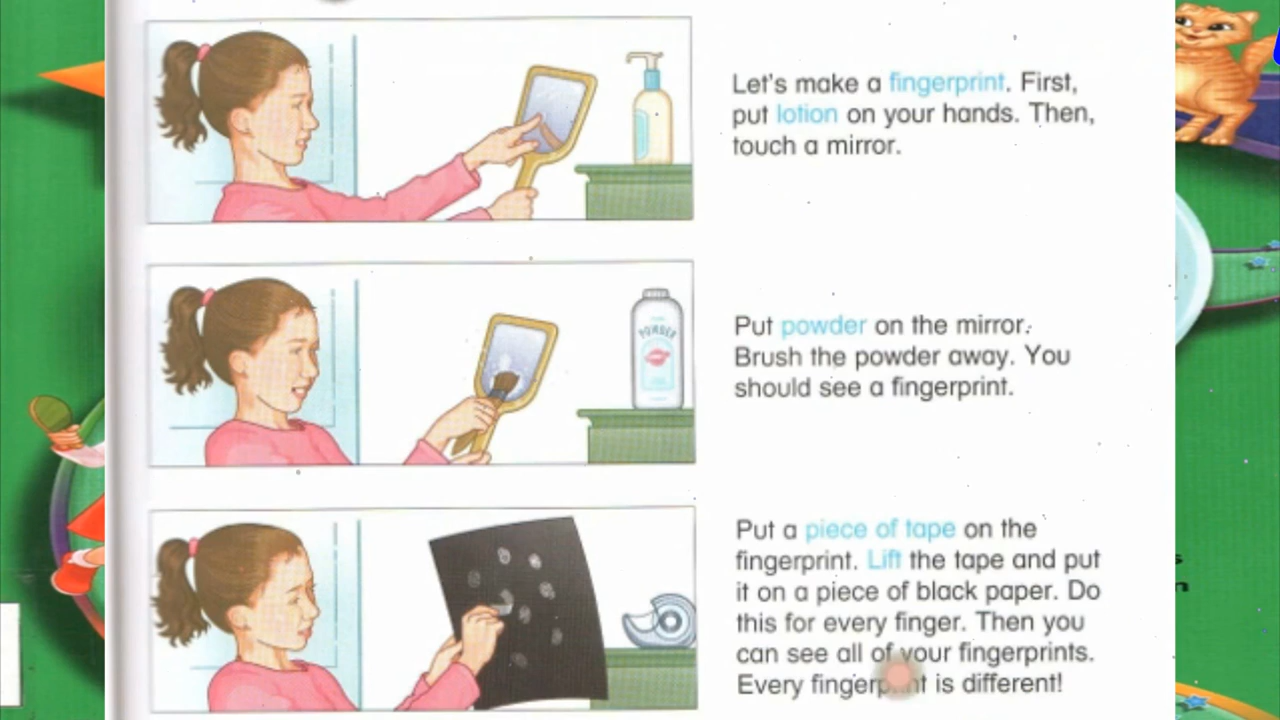 Let's make a fingerprint. First,
put lotion on your hands. Then,
touch a mirror.
POWDER
Put powder on the mirror.
Brush the powder away. You
should see a fingerprint.
Put a piece of tape on the
fingerprint. Lift the tape and put
it on a piece of black paper. Do
this for every finger. Then you
can see all of your fingerprints.
Every fingerprint is different!